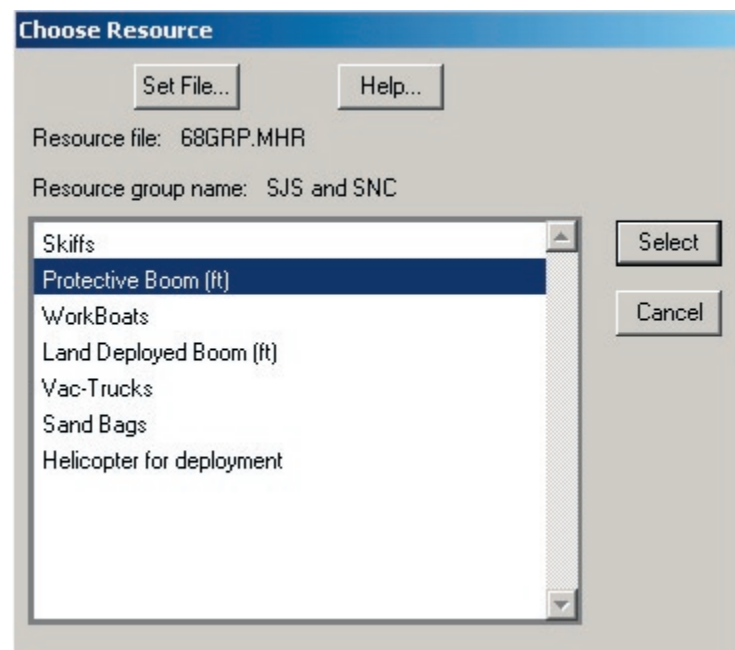 Choose Resource
Set File... Help...
Resource file: 68GRP.MHR
Resource group name: SJS and SNC
Skiffs
Protective Boom (ft)
WorkBoats
Land Deployed Boom (ft)
Vac-Trucks
Sand Bags
Helicopter for deployment
Select
Cancel